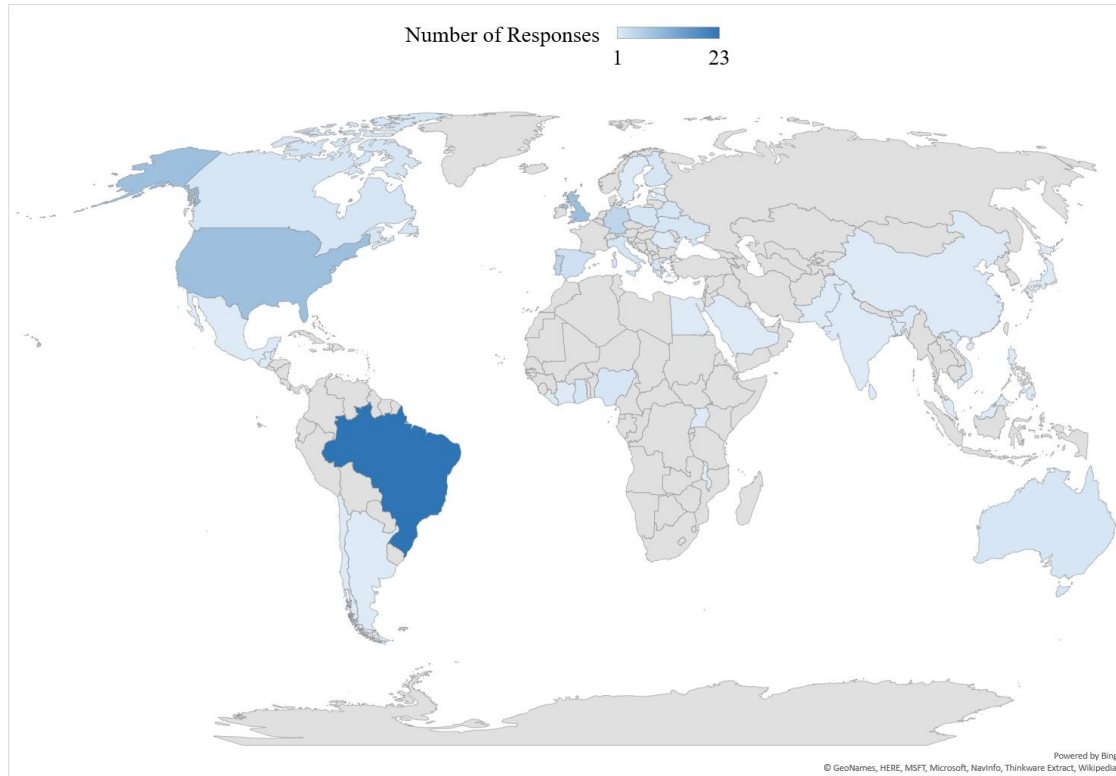 Number of Responses
1 23
Powered by Bing
© GeoNames, HERE, MSFT, Microsoft, NavInfo, Thinkware Extract, Wikipedia